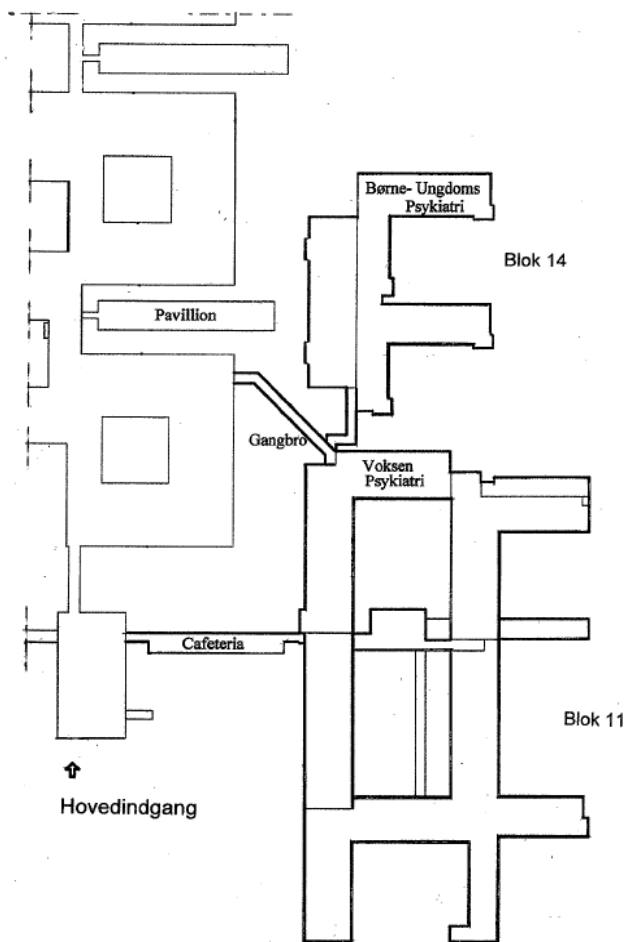 Børne- Ungdoms
Psykiatri
Blok 14
Pavillion
Gangbro
Voksen
Psykiatri
Cafeteria
Blok 11
Hovedindgang